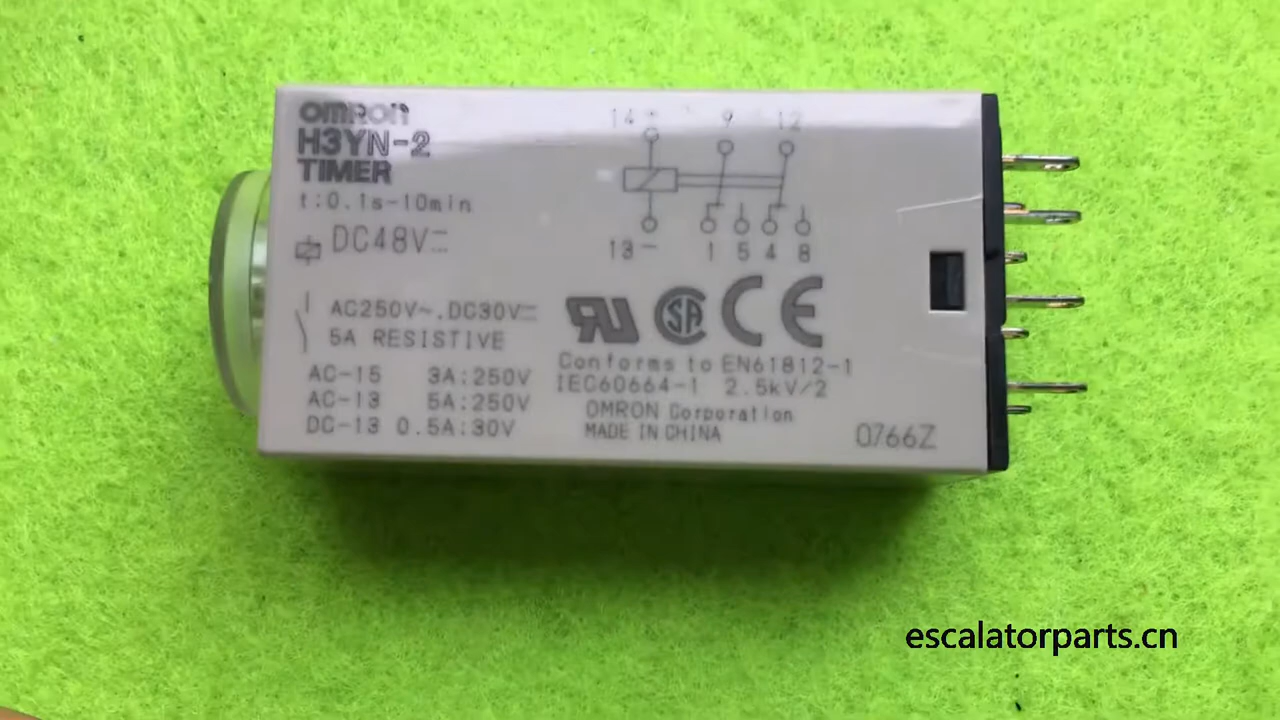 OMRON
H3YN-2
TIMER
t:0.1s-10min
DC48V⎓
AC250V~.DC30V⎓
5A RESISTIVE
AC-15 3A:250V
AC-13 5A:250V
DC-13 0.5A:30V
14 + 9 12
13 − 1 5 4 8
Conforms to EN61812-1
IEC60664-1 2.5kV/2
OMRON Corporation
MADE IN CHINA
0766Z
escalatorparts.cn